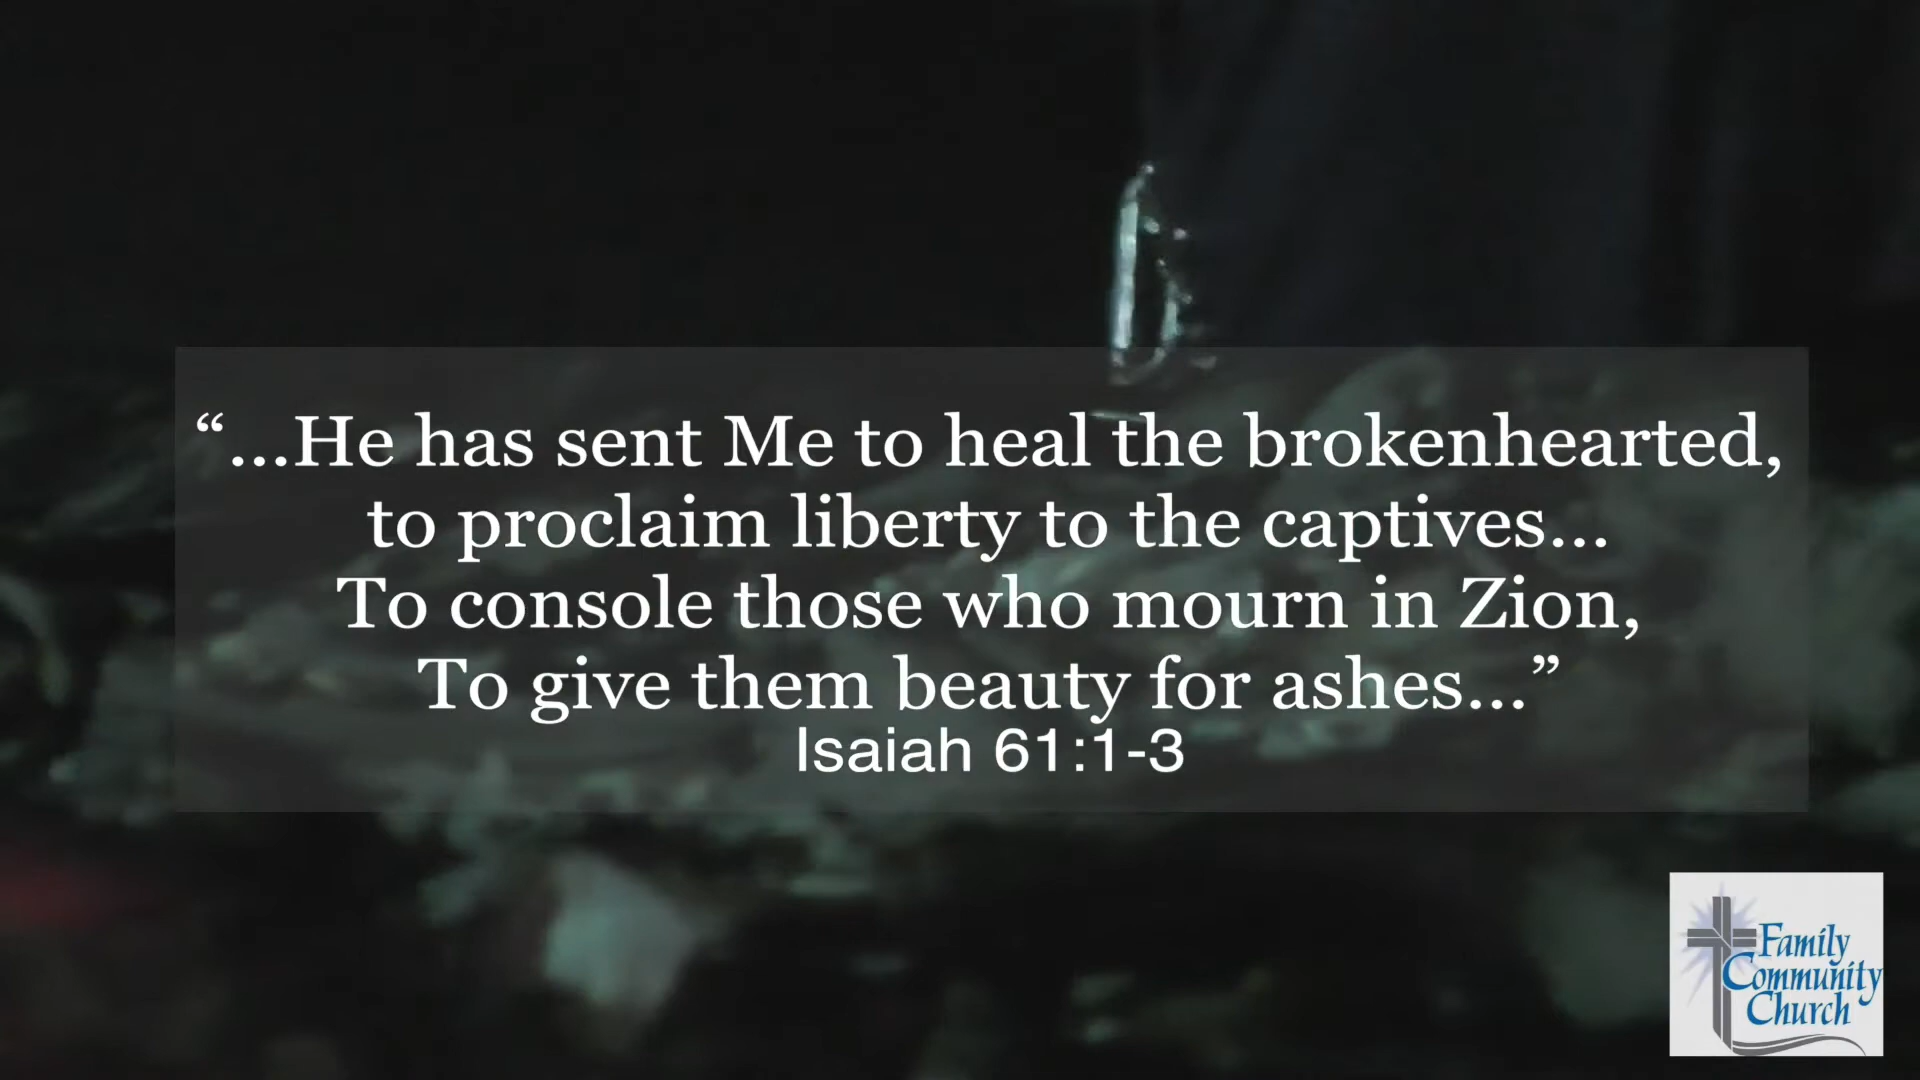 “...He has sent Me to heal the brokenhearted,
to proclaim liberty to the captives...
To console those who mourn in Zion,
To give them beauty for ashes...”
Isaiah 61:1-3
Family
Community
Church